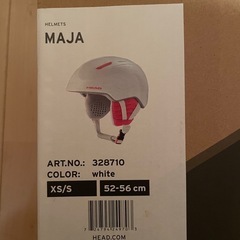 HELMETS
MAJA
ART.NO.: 328710
COLOR: white
XS/S 52-56 cm
HEAD.COM